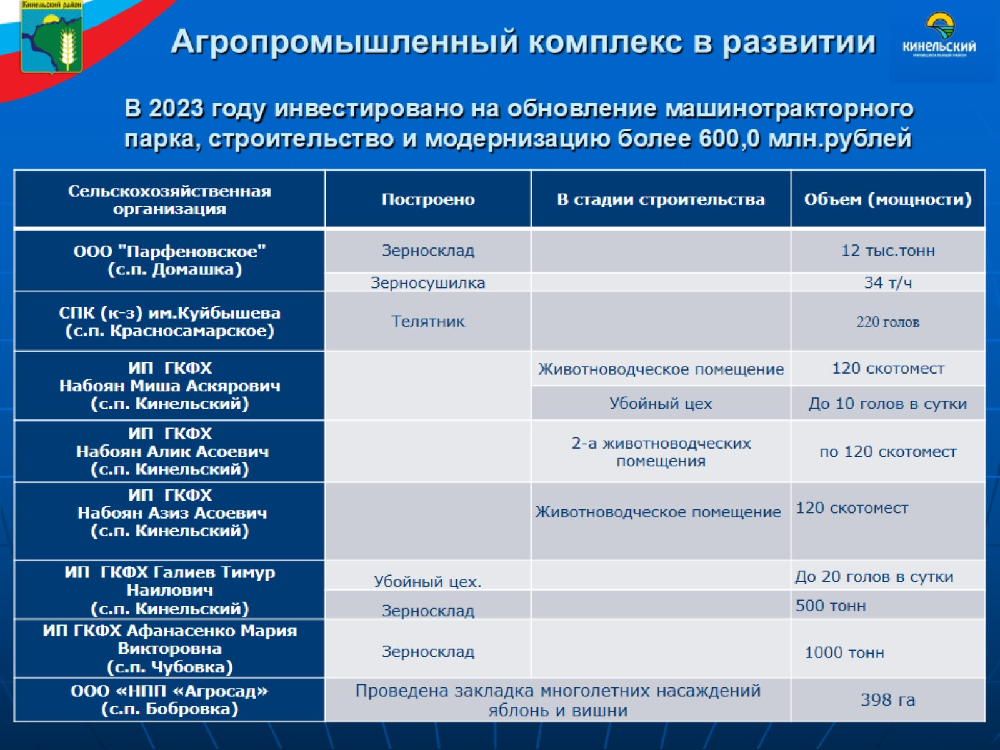 Кинельский район
Агропромышленный комплекс в развитии
КИНЕЛЬСКИЙ
МУНИЦИПАЛЬНЫЙ РАЙОН
В 2023 году инвестировано на обновление машинотракторного
парка, строительство и модернизацию более 600,0 млн.рублей
Сельскохозяйственная
организация
Построено
В стадии строительства
Объем (мощности)
ООО "Парфеновское"
(с.п. Домашка)
Зерносклад
12 тыс.тонн
Зерносушилка
34 т/ч
СПК (к-з) им.Куйбышева
(с.п. Красносамарское)
Телятник
220 голов
ИП ГКФХ
Набоян Миша Аскярович
(с.п. Кинельский)
Животноводческое помещение
120 скотомест
Убойный цех
До 10 голов в сутки
ИП ГКФХ
Набоян Алик Асоевич
(с.п. Кинельский)
2-а животноводческих
помещения
по 120 скотомест
ИП ГКФХ
Набоян Азиз Асоевич
(с.п. Кинельский)
Животноводческое помещение
120 скотомест
ИП ГКФХ Галиев Тимур
Наилович
(с.п. Кинельский)
Убойный цех.
До 20 голов в сутки
Зерносклад
500 тонн
ИП ГКФХ Афанасенко Мария
Викторовна
(с.п. Чубовка)
Зерносклад
1000 тонн
ООО «НПП «Агросад»
(с.п. Бобровка)
Проведена закладка многолетних насаждений
яблонь и вишни
398 га